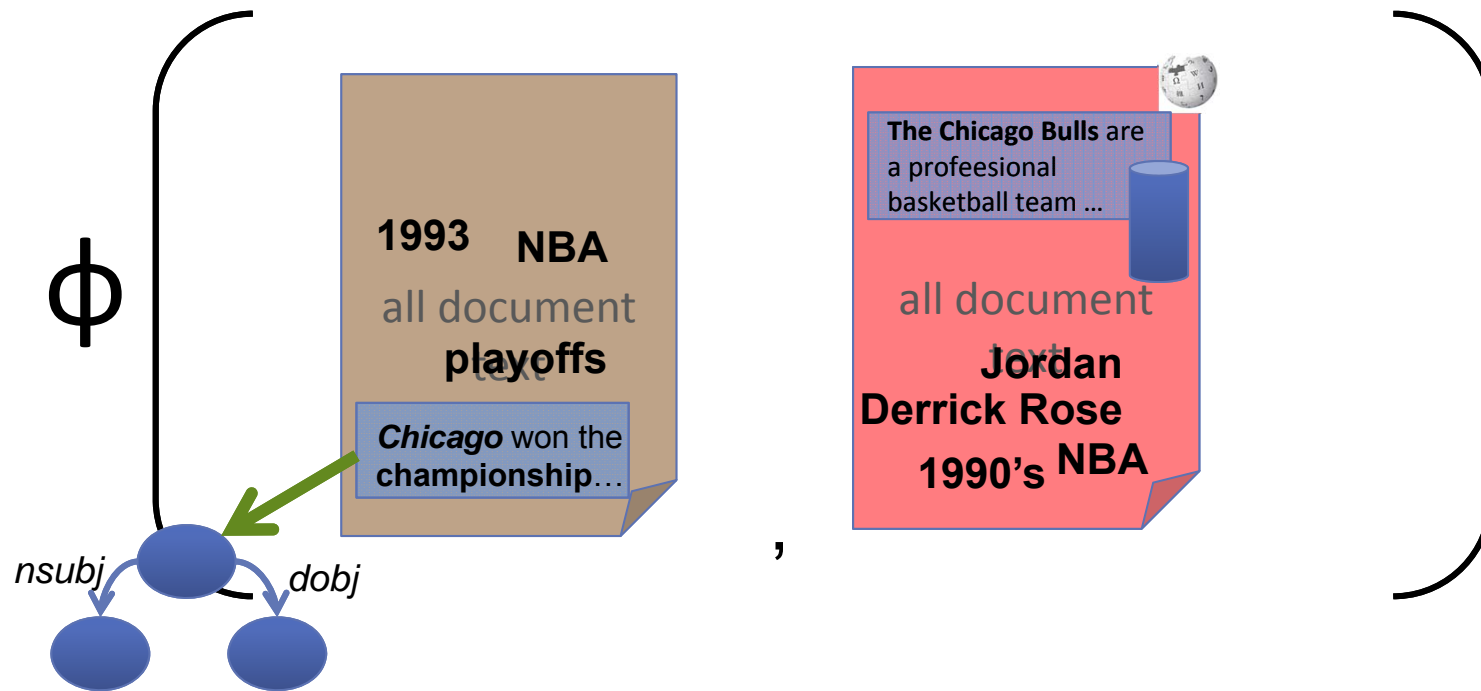 ϕ
1993
NBA
all document
text
playoffs
Chicago won the
championship…
nsubj
dobj
,
The Chicago Bulls are
a profeesional
basketball team …
all document
text
Jordan
Derrick Rose
1990’s
NBA